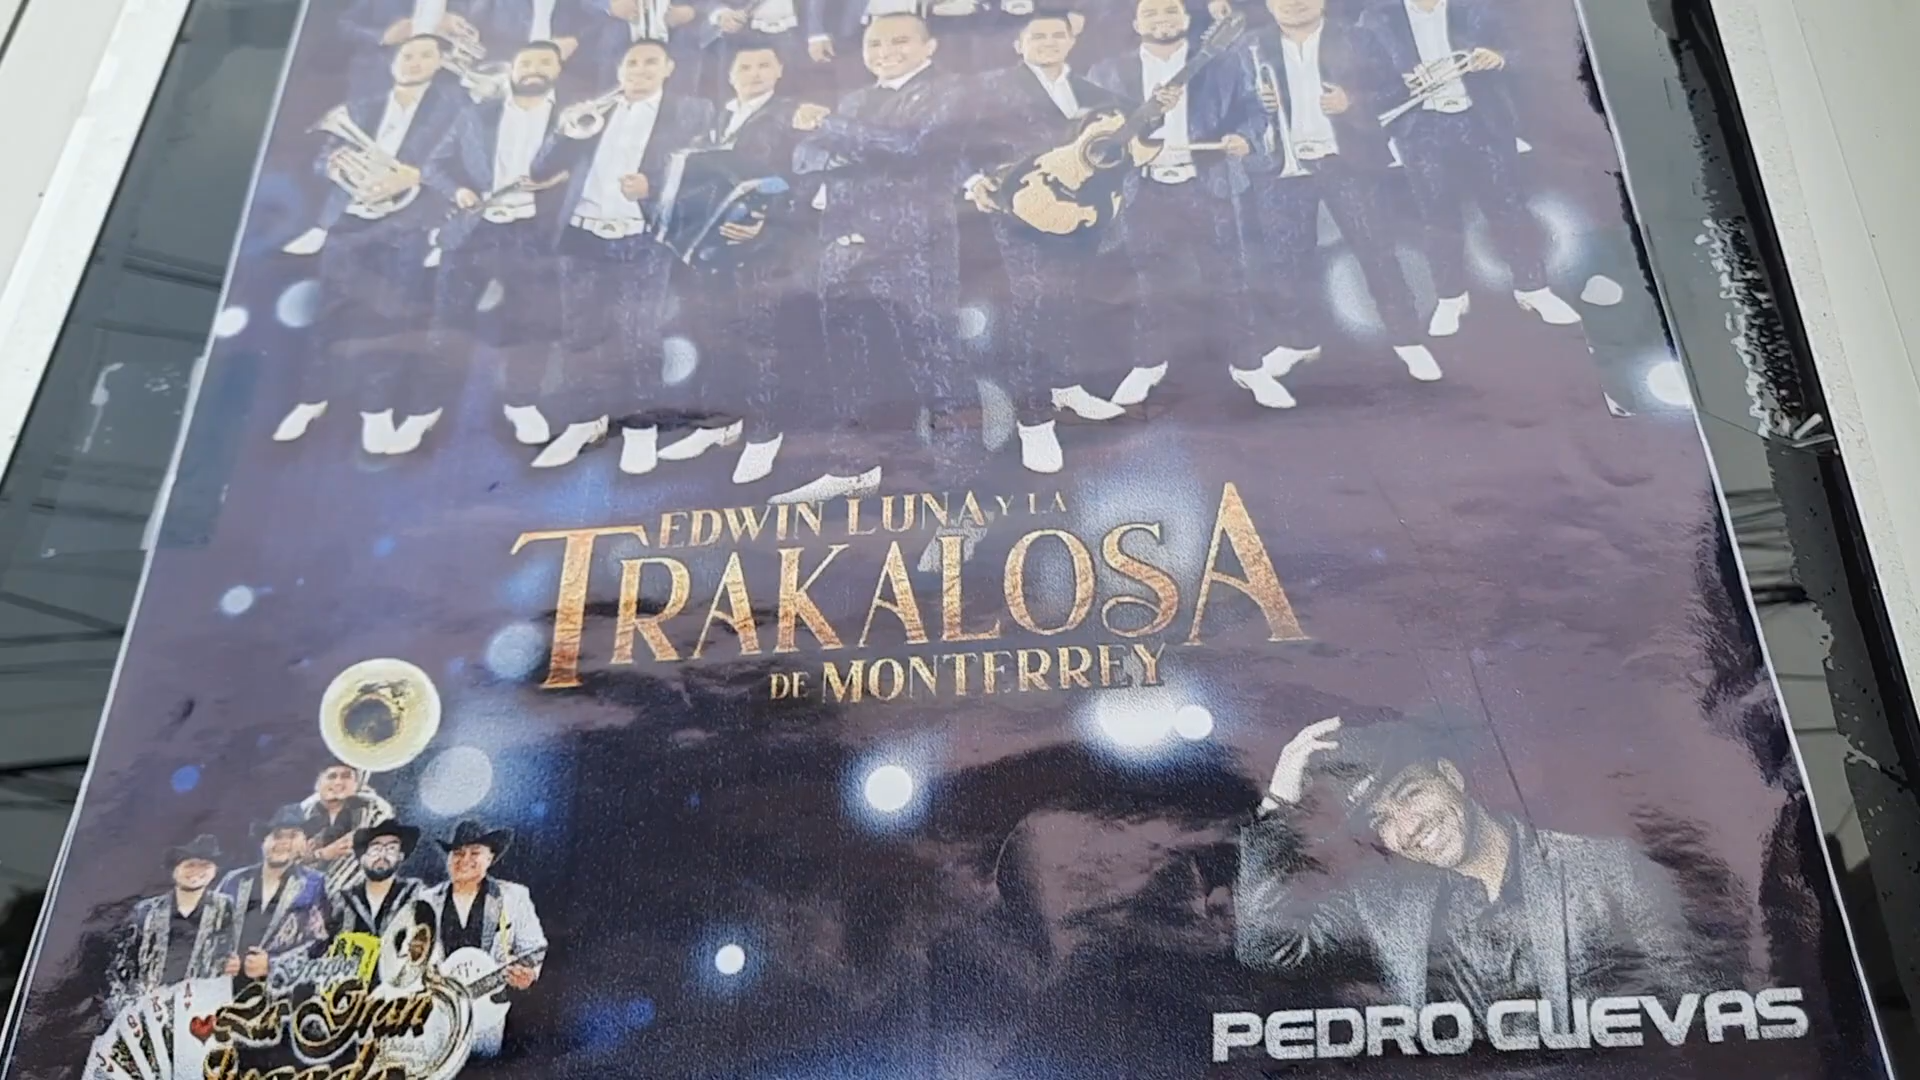 EDWIN LUNA Y LA
TRAKALOSA
DE MONTERREY
Grupo
La Gran
PEDRO CUEVAS